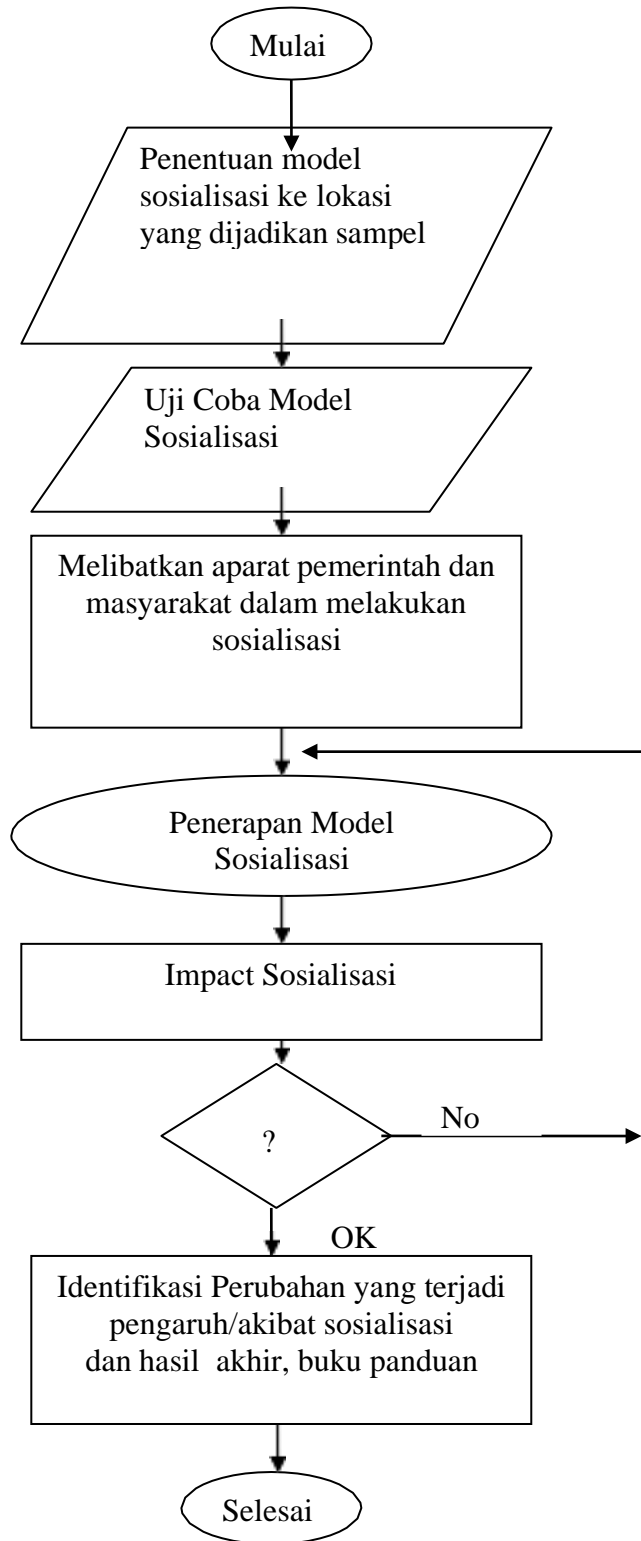 Mulai
Penentuan model
sosialisasi ke lokasi
yang dijadikan sampel
Uji Coba Model
Sosialisasi
Melibatkan aparat pemerintah dan
masyarakat dalam melakukan
sosialisasi
Penerapan Model
Sosialisasi
Impact Sosialisasi
?
No
OK
Identifikasi Perubahan yang terjadi
pengaruh/akibat sosialisasi
dan hasil akhir, buku panduan
Selesai